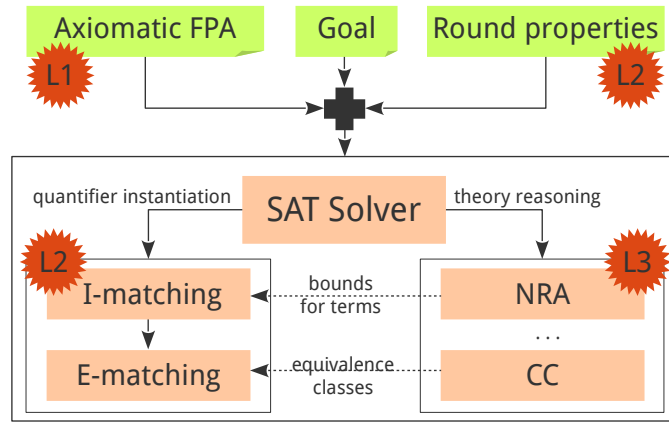 Axiomatic FPA
Goal
Round properties
L1
L2
quantifier instantiation
SAT Solver
theory reasoning
L2
L3
I-matching
bounds
for terms
NRA
...
E-matching
equivalence
classes
CC